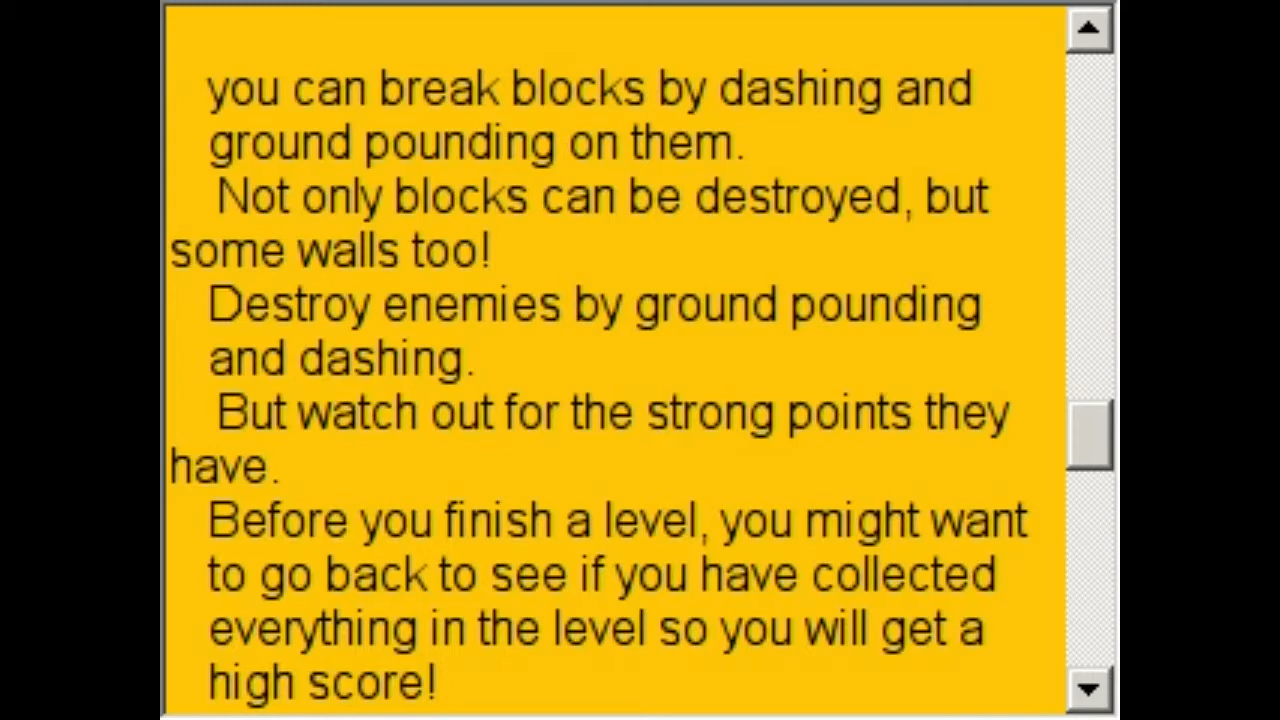 you can break blocks by dashing and
ground pounding on them.
Not only blocks can be destroyed, but
some walls too!
Destroy enemies by ground pounding
and dashing.
But watch out for the strong points they
have.
Before you finish a level, you might want
to go back to see if you have collected
everything in the level so you will get a
high score!